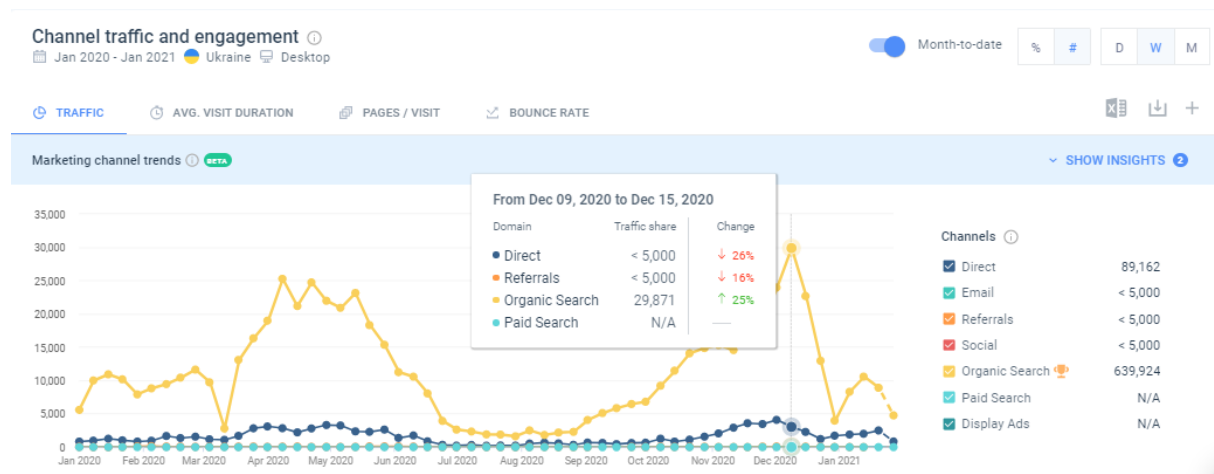 Channel traffic and engagement
Jan 2020 - Jan 2021 Ukraine Desktop
Month-to-date % # D W M
TRAFFIC AVG. VISIT DURATION PAGES / VISIT BOUNCE RATE
Marketing channel trends BETA SHOW INSIGHTS 2
From Dec 09, 2020 to Dec 15, 2020
Domain Traffic share Change
Direct < 5,000 ↓ 26%
Referrals < 5,000 ↓ 16%
Organic Search 29,871 ↑ 25%
Paid Search N/A —
35,000
30,000
25,000
20,000
15,000
10,000
5,000
0
Jan 2020 Feb 2020 Mar 2020 Apr 2020 May 2020 Jun 2020 Jul 2020 Aug 2020 Sep 2020 Oct 2020 Nov 2020 Dec 2020 Jan 2021
Channels
Direct 89,162
Email < 5,000
Referrals < 5,000
Social < 5,000
Organic Search 639,924
Paid Search N/A
Display Ads N/A